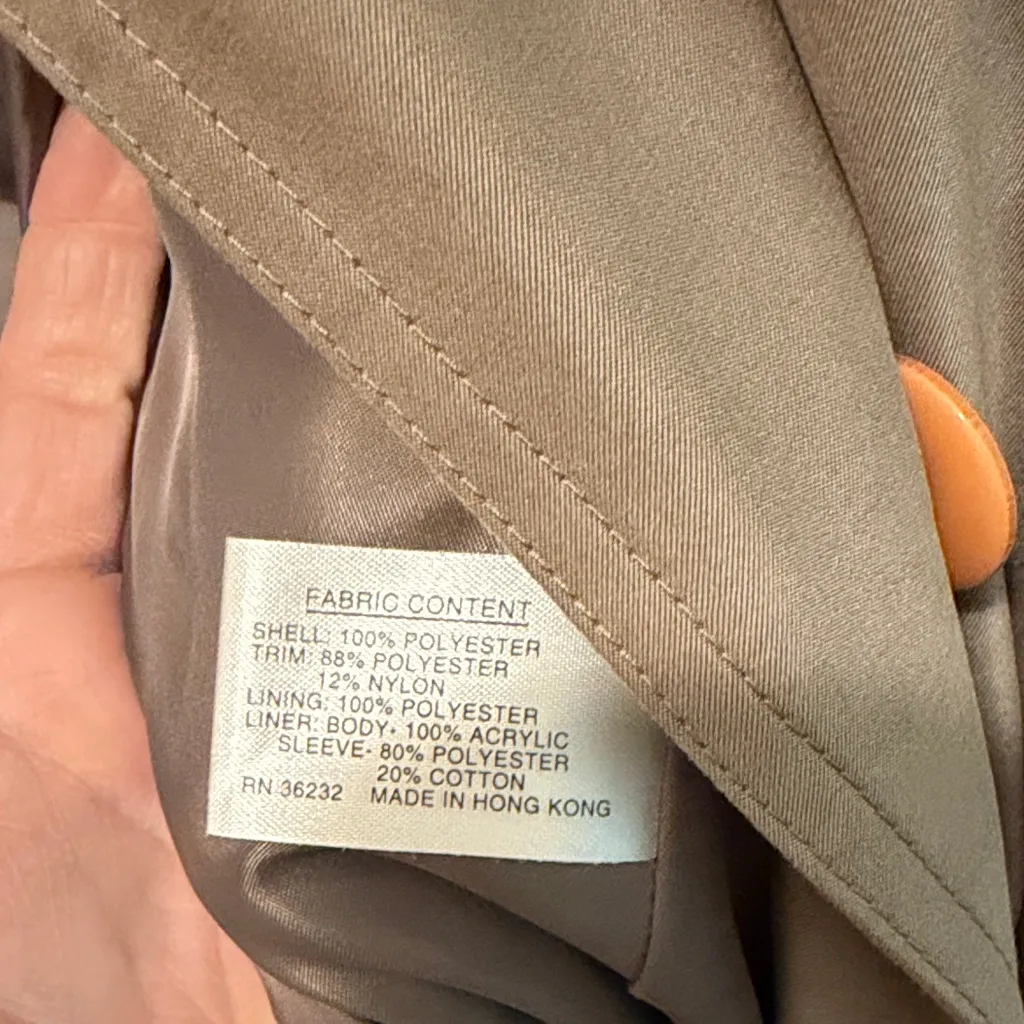 FABRIC CONTENT
SHELL: 100% POLYESTER
TRIM: 88% POLYESTER
12% NYLON
LINING: 100% POLYESTER
LINER: BODY- 100% ACRYLIC
SLEEVE- 80% POLYESTER
20% COTTON
RN 36232 MADE IN HONG KONG